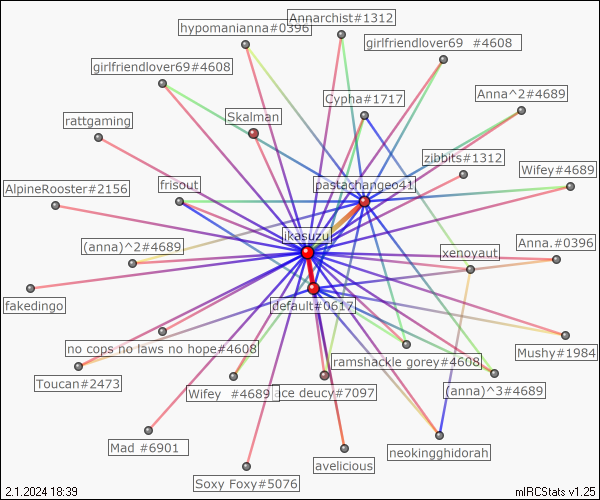 Annarchist#1312
hypomanianna#0396
girlfriendlover69  #4608
girlfriendlover69#4608
Cypha#1717
Anna^2#4689
Skalman
rattgaming
zibbits#1312
Wifey#4689
AlpineRooster#2156
frisout
pastachangeo41
ikasuzu
(anna)^2#4689
xenoyaut
Anna.#0396
fakedingo
default#0617
no cops no laws no hope#4608
Mushy#1984
ramshackle gorey#4608
Toucan#2473
Wifey  #4689
ace deucy#7097
(anna)^3#4689
Mad #6901
neokingghidorah
avelicious
Soxy Foxy#5076
2.1.2024 18:39
mIRCStats v1.25